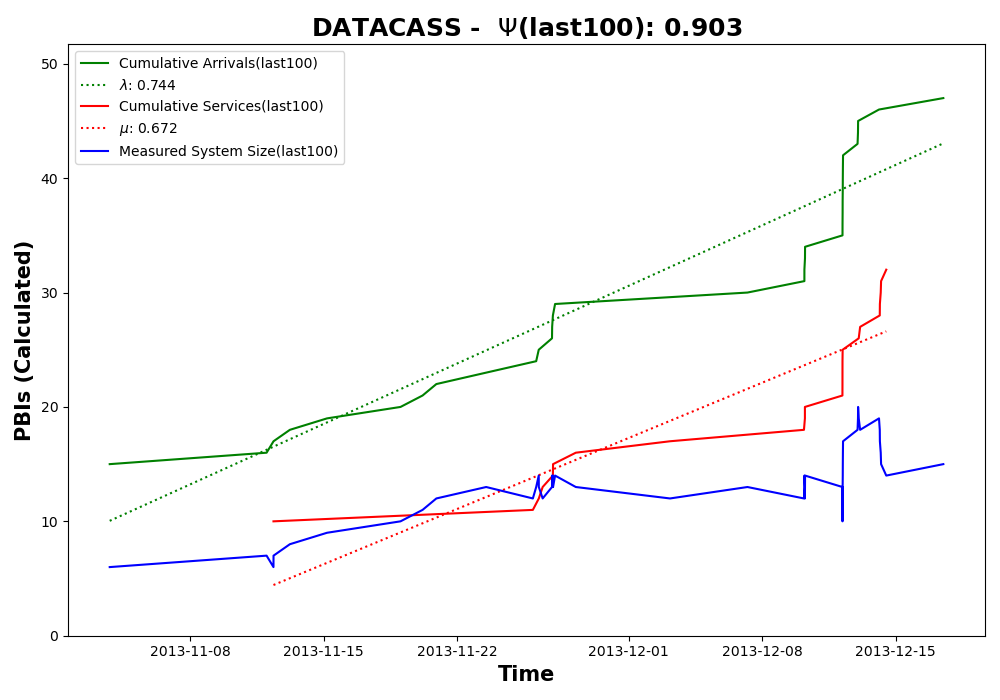 DATACASS - Ψ(last100): 0.903
Cumulative Arrivals(last100)
λ: 0.744
Cumulative Services(last100)
μ: 0.672
Measured System Size(last100)
PBIs (Calculated)
50
40
30
20
10
0
2013-11-08 2013-11-15 2013-11-22 2013-12-01 2013-12-08 2013-12-15
Time